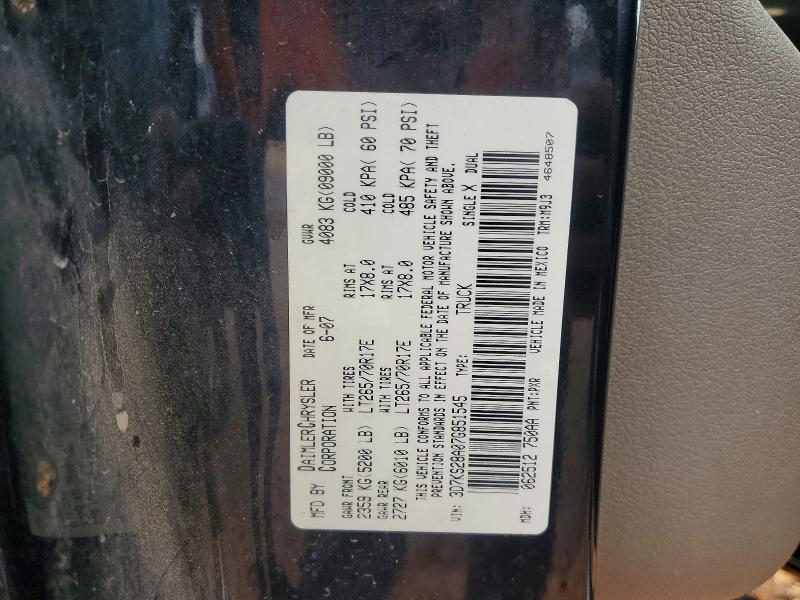 MFD BY DAIMLERCHRYSLER CORPORATION DATE OF MFR 6-07 GVWR 4083 KG(09000 LB)
GAWR FRONT WITH TIRES RIMS AT COLD
2359 KG(5200 LB) LT265/70R17E 17X8.0 410 KPA( 60 PSI)
GAWR REAR WITH TIRES RIMS AT COLD
2727 KG(6010 LB) LT265/70R17E 17X8.0 485 KPA( 70 PSI)
THIS VEHICLE CONFORMS TO ALL APPLICABLE FEDERAL MOTOR VEHICLE SAFETY AND THEFT
PREVENTION STANDARDS IN EFFECT ON THE DATE OF MANUFACTURE SHOWN ABOVE.
VIN: 3D7KS28A07G851545 TYPE: TRUCK SINGLE X DUAL
MDH: 062512 750AA PNT:PXR VEHICLE MADE IN MEXICO TRM:M9J3 4648507